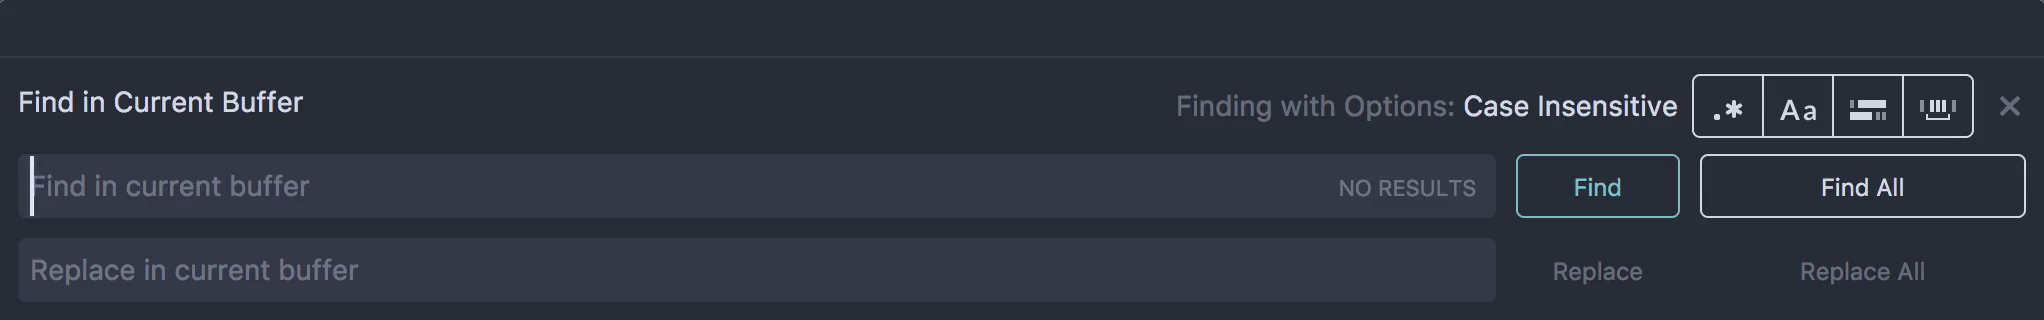 Find in Current Buffer
Finding with Options: Case Insensitive
.* Aa
Find in current buffer
NO RESULTS
Find
Find All
Replace in current buffer
Replace
Replace All